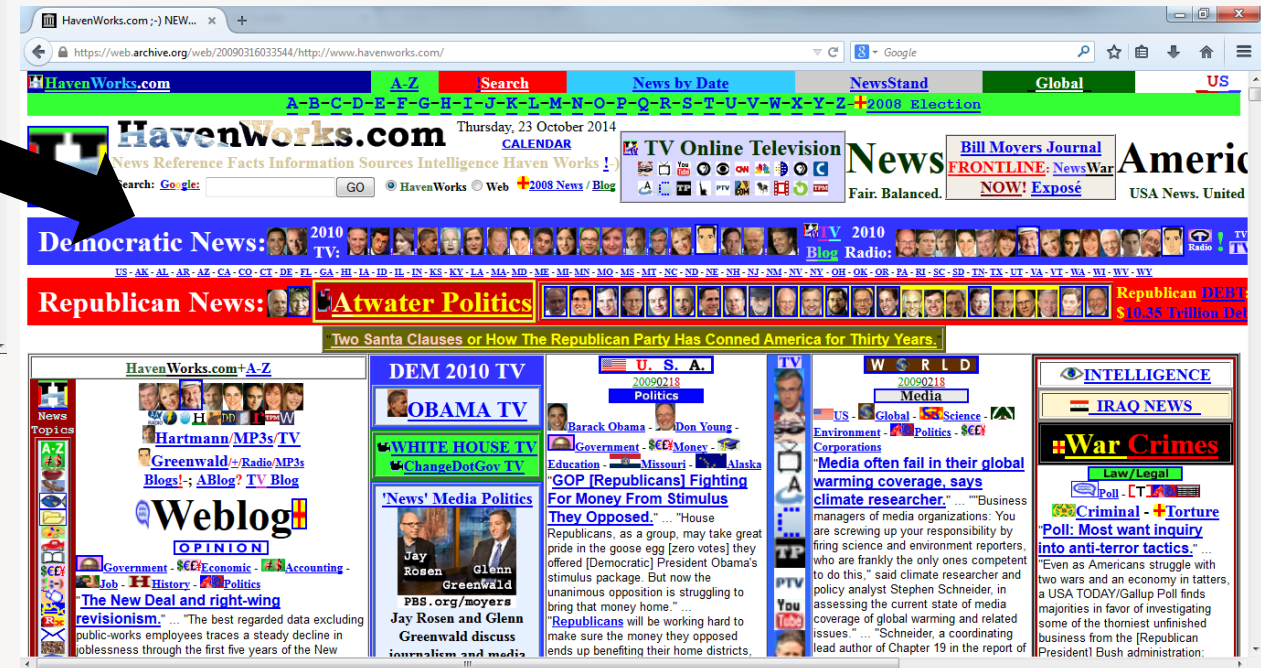 HavenWorks.com ;-) NEW...
https://web.archive.org/web/20090316033544/http://www.havenworks.com/
Google
HavenWorks.com
A-Z
!Search
News by Date
NewsStand
Global
US
A-B-C-D-E-F-G-H-I-J-K-L-M-N-O-P-Q-R-S-T-U-V-W-X-Y-Z-2008 Election
HavenWorks.com
Thursday, 23 October 2014
CALENDAR
News Reference Facts Information Sources Intelligence Haven Works !-)
Search: Google:
GO
HavenWorks
Web
2008 News / Blog
TV Online Television
News
Fair. Balanced.
Bill Moyers Journal
FRONTLINE: NewsWar
NOW! Exposé
Americ
USA News. United
Democratic News:
2010
TV:
TV 2010
Blog Radio:
Radio
!
TV
US - AK - AL - AR - AZ - CA - CO - CT - DE - FL - GA - HI - IA - ID - IL - IN - KS - KY - LA - MA- MD - ME - MI- MN - MO - MS - MT - NC - ND - NE - NH - NJ - NM - NV - NY - OH - OK - OR - PA - RI - SC - SD - TN- TX - UT - VA - VT - WA - WI - WV - WY
Republican News:
Atwater Politics
Republican DEBT:
$10.35 Trillion Del
"Two Santa Clauses or How The Republican Party Has Conned America for Thirty Years."
HavenWorks.com+A-Z
News
Topics
A-Z
Hartmann/MP3s/TV
Greenwald/+/Radio/MP3s
Blogs!-; ABlog? TV Blog
Weblog
OPINION
Government - $€£¥Economic - Accounting -
Job - History - Politics
"The New Deal and right-wing
revisionism." ... "The best regarded data excluding
public-works employees traces a steady decline in
joblessness through the first five years of the New
DEM 2010 TV
OBAMA TV
WHITE HOUSE TV
ChangeDotGov TV
'News' Media Politics
Jay
Rosen
Glenn
Greenwald
PBS.org/moyers
Jay Rosen and Glenn
Greenwald discuss
journalism and media
U. S. A.
20090218
Politics
Barack Obama - Don Young -
Government - $€£¥Money -
Education - Missouri - Alaska
"GOP [Republicans] Fighting
For Money From Stimulus
They Opposed." ... "House
Republicans, as a group, may take great
pride in the goose egg [zero votes] they
offered [Democratic] President Obama's
stimulus package. But now the
unanimous opposition is struggling to
bring that money home." ...
"Republicans will be working hard to
make sure the money they opposed
ends up benefiting their home districts,
TV
TP
PTV
You
Tube
W O R L D
20090218
Media
US - Global - Science -
Environment - Politics - $€£¥
Corporations
"Media often fail in their global
warming coverage, says
climate researcher." ... ""Business
managers of media organizations: You
are screwing up your responsibility by
firing science and environment reporters,
who are frankly the only ones competent
to do this," said climate researcher and
policy analyst Stephen Schneider, in
assessing the current state of media
coverage of global warming and related
issues." ... "Schneider, a coordinating
lead author of Chapter 19 in the report of
INTELLIGENCE
IRAQ NEWS
War Crimes
Law/Legal
Poll -
Criminal - Torture
"Poll: Most want inquiry
into anti-terror tactics." ...
"Even as Americans struggle with
two wars and an economy in tatters,
a USA TODAY/Gallup Poll finds
majorities in favor of investigating
some of the thorniest unfinished
business from the [Republican
President] Bush administration: